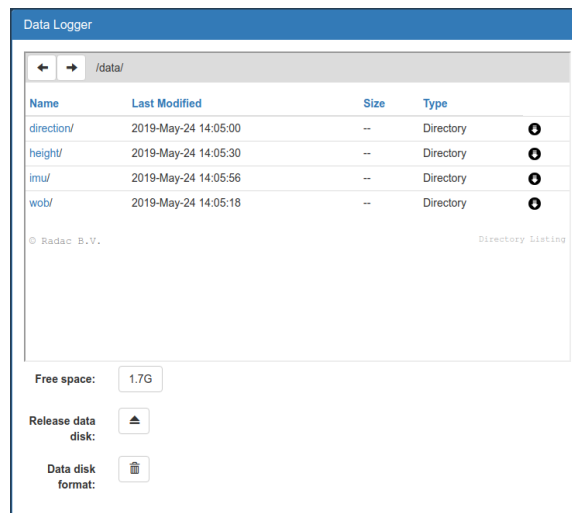 Data Logger
/data/
Name Last Modified Size Type
direction/ 2019-May-24 14:05:00 -- Directory
height/ 2019-May-24 14:05:30 -- Directory
imu/ 2019-May-24 14:05:56 -- Directory
wob/ 2019-May-24 14:05:18 -- Directory
© Radac B.V. Directory Listing
Free space: 1.7G
Release data
disk:
Data disk
format: